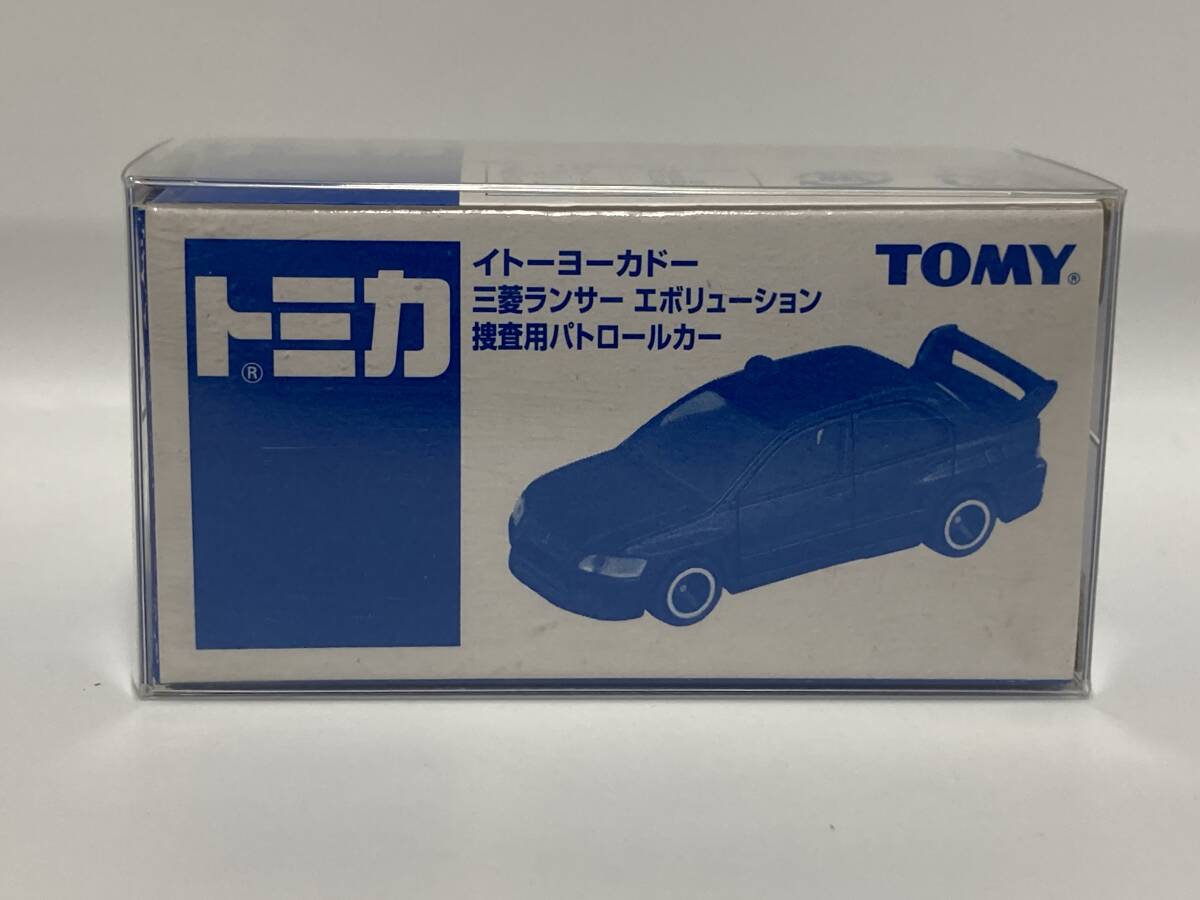 トミカ®
イトーヨーカドー
三菱ランサー エボリューション
捜査用パトロールカー
TOMY®